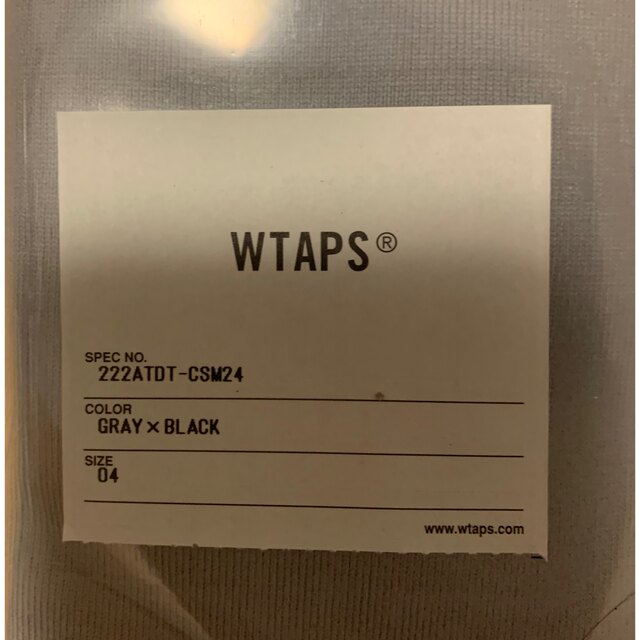 WTAPS®
SPEC NO.
222ATDT-CSM24
COLOR
GRAY×BLACK
SIZE
04
www.wtaps.com